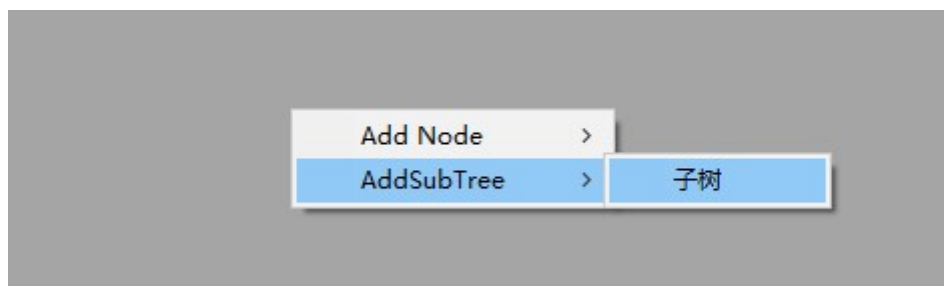 Add Node >
AddSubTree >
子树